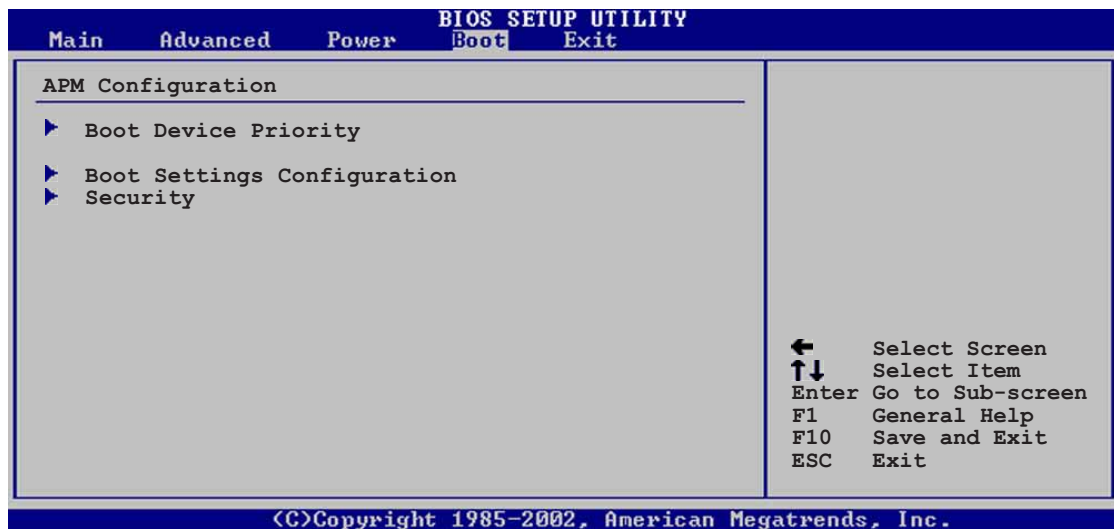 BIOS SETUP UTILITY
Main Advanced Power Boot Exit
APM Configuration
Boot Device Priority
Boot Settings Configuration
Security
← Select Screen
↑↓ Select Item
Enter Go to Sub-screen
F1 General Help
F10 Save and Exit
ESC Exit
(C)Copyright 1985-2002, American Megatrends, Inc.